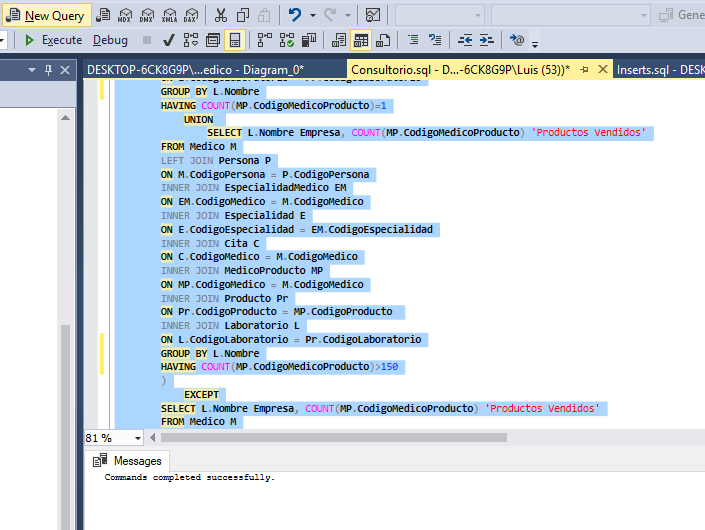 New Query MDX DMX XMLA DAX Gene
Execute Debug
DESKTOP-6CK8G9P\...edico - Diagram_0* Consultorio.sql - D...-6CK8G9P\Luis (53))* Inserts.sql - DESK
GROUP BY L.Nombre
HAVING COUNT(MP.CodigoMedicoProducto)=1
UNION
SELECT L.Nombre Empresa, COUNT(MP.CodigoMedicoProducto) 'Productos Vendidos'
FROM Medico M
LEFT JOIN Persona P
ON M.CodigoPersona = P.CodigoPersona
INNER JOIN EspecialidadMedico EM
ON EM.CodigoMedico = M.CodigoMedico
INNER JOIN Especialidad E
ON E.CodigoEspecialidad = EM.CodigoEspecialidad
INNER JOIN Cita C
ON C.CodigoMedico = M.CodigoMedico
INNER JOIN MedicoProducto MP
ON MP.CodigoMedico = M.CodigoMedico
INNER JOIN Producto Pr
ON Pr.CodigoProducto = MP.CodigoProducto
INNER JOIN Laboratorio L
ON L.CodigoLaboratorio = Pr.CodigoLaboratorio
GROUP BY L.Nombre
HAVING COUNT(MP.CodigoMedicoProducto)>150
)
EXCEPT
SELECT L.Nombre Empresa, COUNT(MP.CodigoMedicoProducto) 'Productos Vendidos'
FROM Medico M
81 %
Messages
Commands completed successfully.